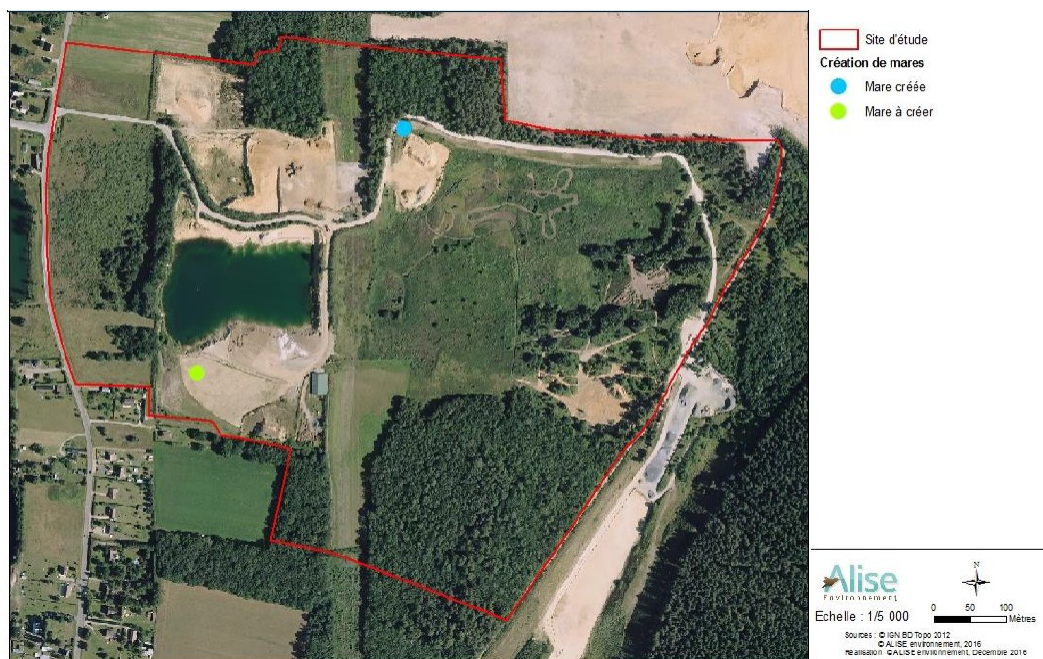 Site d'étude
Création de mares
Mare créée
Mare à créer
Alise
Environnement
N
Echelle : 1/5 000
0 50 100
Mètres
Sources : © IGN BD Topo 2012
© ALISE environnement, 2016
Réalisation ©ALISE environnement, Décembre 2016